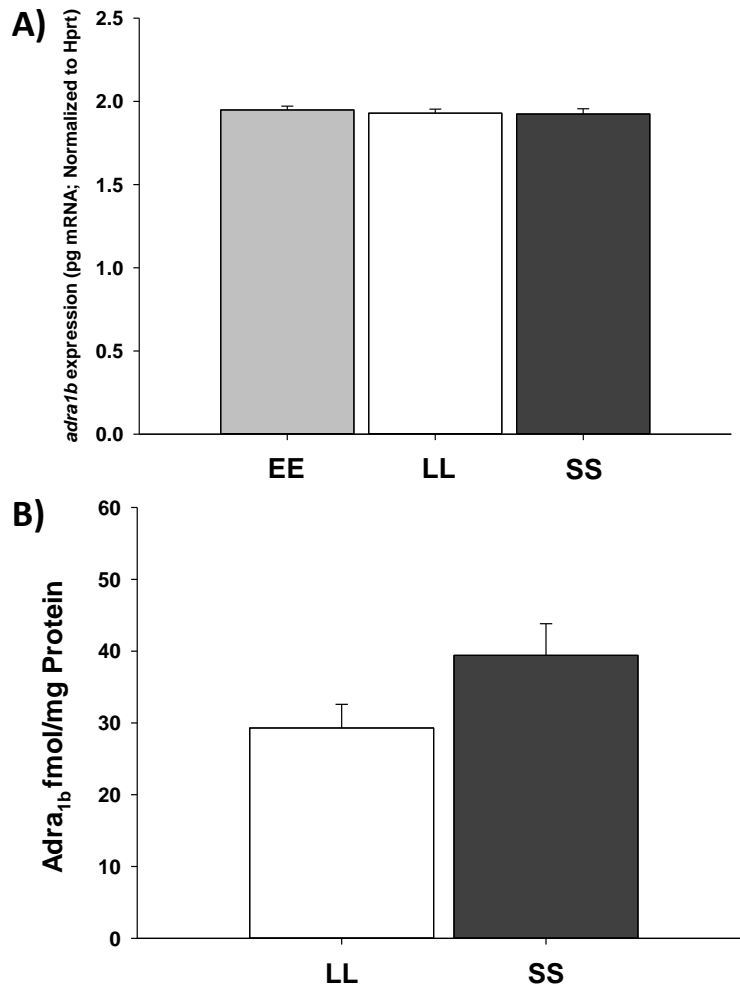 A)
adra1b expression (pg mRNA; Normalized to Hprt)
2.5
2.0
1.5
1.0
0.5
0.0
EE LL SS
B)
Adra1b fmol/mg Protein
60
50
40
30
20
10
0
LL SS